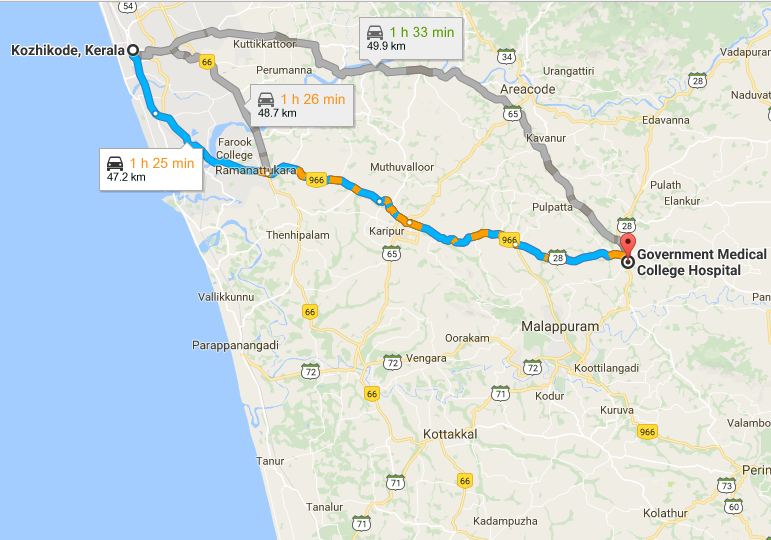 54
Kozhikode, Kerala
Kuttikkattoor
1 h 33 min
49.9 km
66
Perumanna
34
Urangattiri
Vadapuram
28
Areacode
1 h 26 min
48.7 km
65
Naduvat
Edavanna
Kavanur
Farook
College
1 h 25 min
47.2 km
Ramanattukara
Muthuvalloor
966
Pulath
Elankur
Pulpatta
28
Thenhipalam
Karipur
966
65
28
Government Medical
College Hospital
Vallikkunnu
Pan
66
Malappuram
Parappanangadi
Oorakam
Vengara
72
72
72
Koottilangadi
66
71
Kodur
Kuruva
Kottakkal
966
Valambo
Tanur
Perin
66
71
73
Tanalur
60
71
Kadampuzha
Kolathur